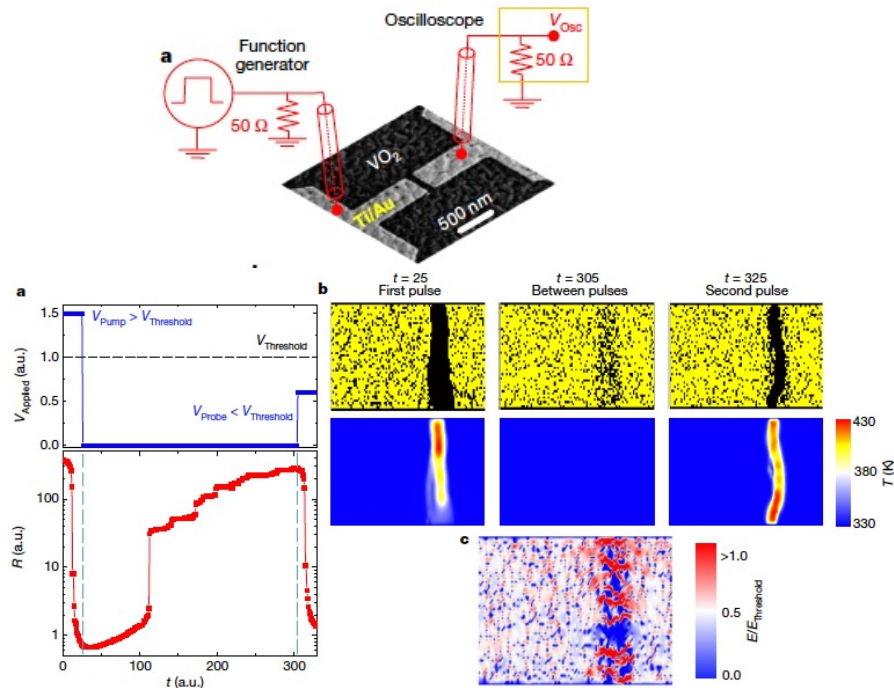 a
Function
generator
50 Ω
Oscilloscope
V_Osc
50 Ω
VO₂
Ti/Au
500 nm
a
1.5
1.0
0.5
0.0
V_Applied (a.u.)
V_Pump > V_Threshold
V_Threshold
V_Probe < V_Threshold
100
10
1
R (a.u.)
0
100
200
300
t (a.u.)
b
t = 25
First pulse
t = 305
Between pulses
t = 325
Second pulse
430
380
330
T (K)
c
>1.0
0.5
0.0
E/E_Threshold